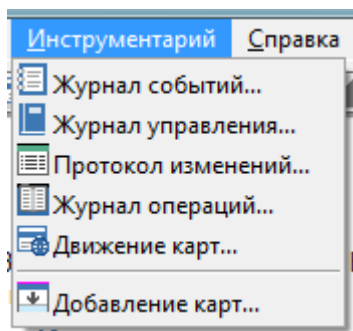 Инструментарий Справка
Журнал событий...
Журнал управления...
Протокол изменений...
Журнал операций...
Движение карт...
Добавление карт...